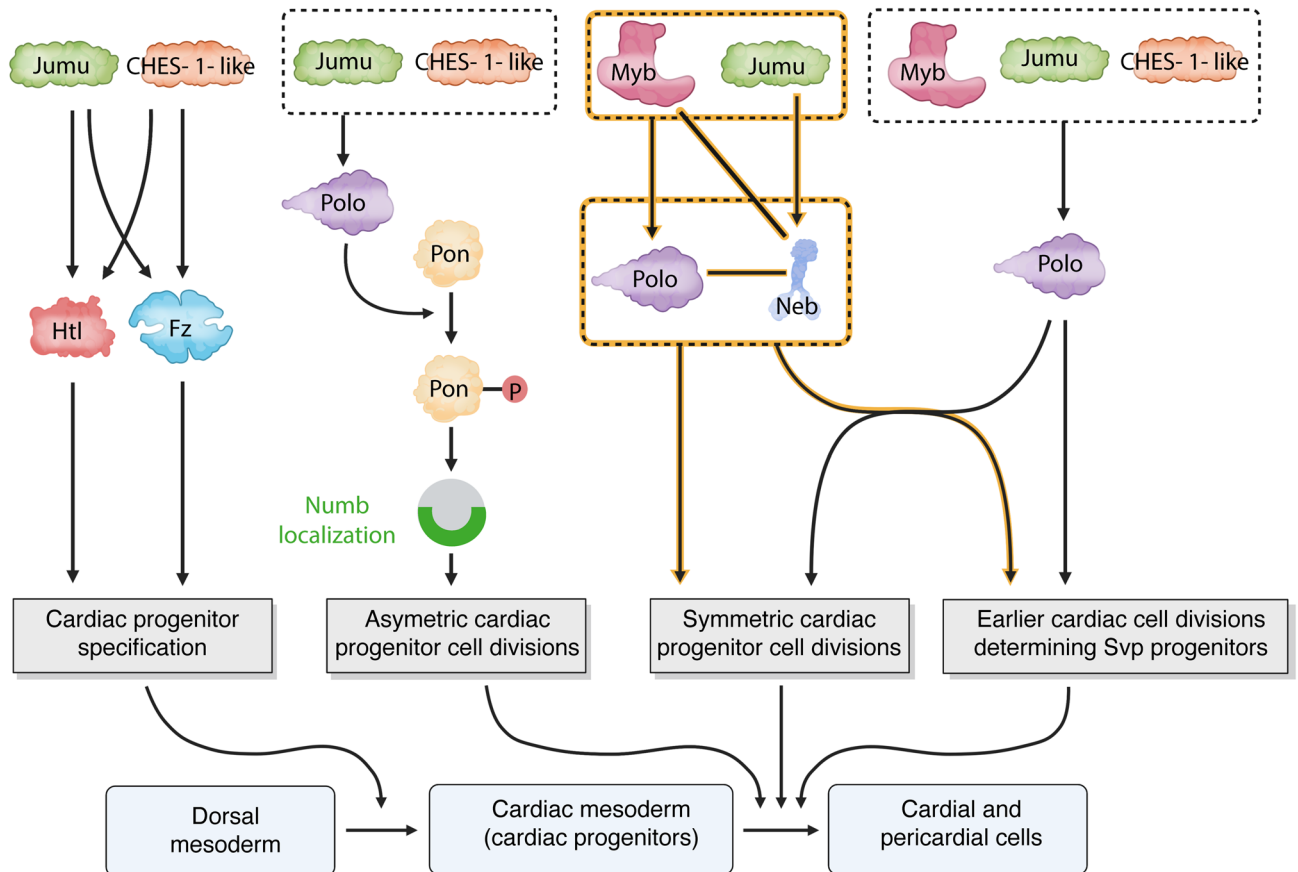 Jumu
CHES- 1- like
Jumu
CHES- 1- like
Myb
Jumu
Myb
Jumu
CHES- 1- like
Polo
Pon
Polo
Neb
Polo
Htl
Fz
Pon
P
Numb
localization
Cardiac progenitor
specification
Asymetric cardiac
progenitor cell divisions
Symmetric cardiac
progenitor cell divisions
Earlier cardiac cell divisions
determining Svp progenitors
Dorsal
mesoderm
Cardiac mesoderm
(cardiac progenitors)
Cardial and
pericardial cells